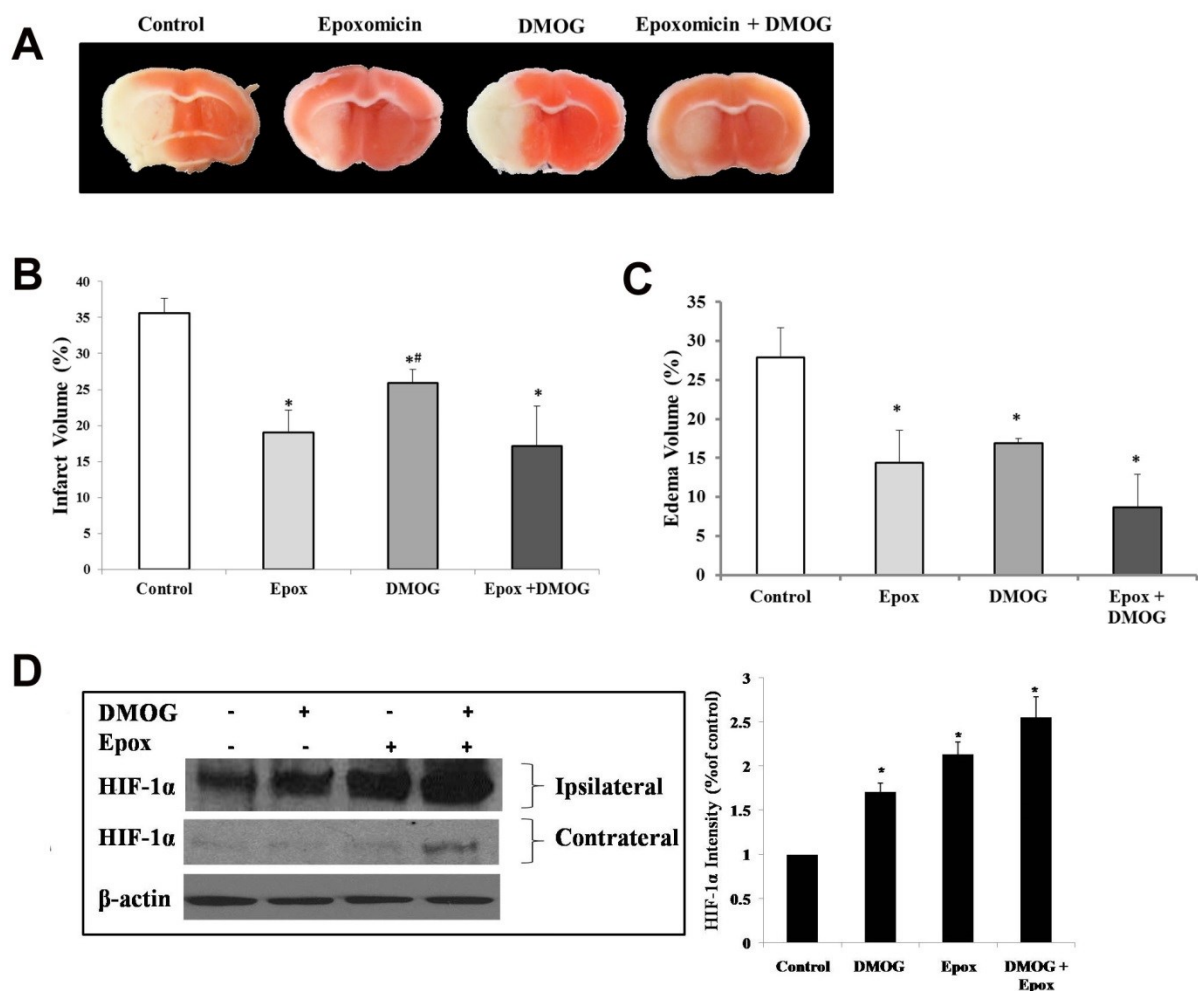 A
Control Epoxomicin DMOG Epoxomicin + DMOG
B
Infarct Volume (%)
40
35
30
25
20
15
10
5
0
*
*#
*
Control Epox DMOG Epox +DMOG
C
Edema Volume (%)
35
30
25
20
15
10
5
0
*
*
*
Control Epox DMOG Epox +
DMOG
D
DMOG - + - +
Epox - - + +
HIF-1α Ipsilateral
HIF-1α Contrateral
β-actin
HIF-1α Intensity (%of control)
3
2.5
2
1.5
1
0.5
0
*
*
*
Control DMOG Epox DMOG +
Epox